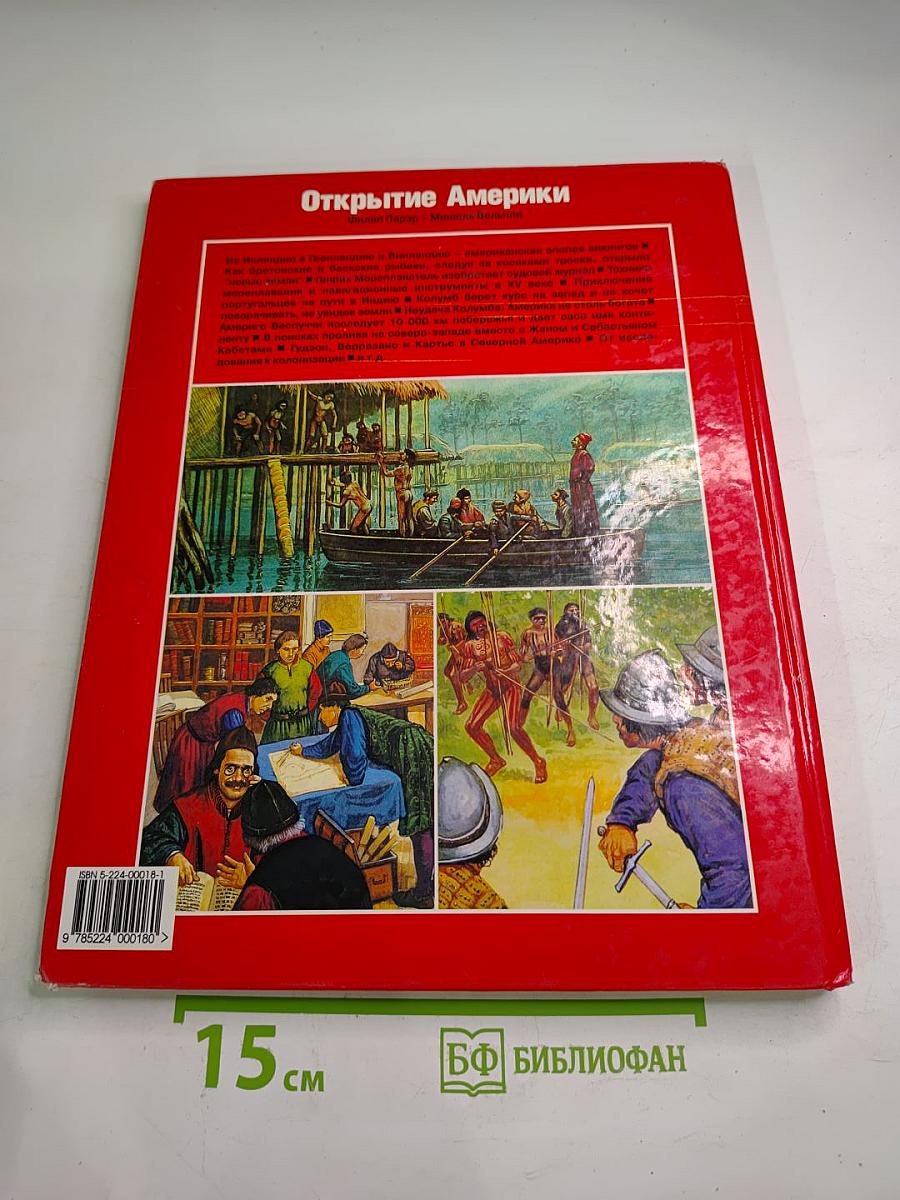 Открытие Америки
Филип Парэр – Мишель Вельпли
Из Исландии в Гренландию и Винландию – американская эпопея викингов ■
Как бретонские и баскские рыбаки, следуя за косяками трески, открыли
"новые земли" ■ Генрих Мореплаватель изобретает судовой журнал ■ Техника
мореплавания и навигационные инструменты в XV веке ■ Приключения
португальцев на пути в Индию ■ Колумб берет курс на запад и не хочет
поворачивать, не увидев земли ■ Неудача Колумба: Америка не столь богата ■
Америго Веспуччи исследует 10 000 км побережья и дает свое имя конти-
ненту ■ В поисках пролива на северо-западе вместе с Жаном и Себастьяном
Каботами ■ Гудзон, Верразано и Картье в Северной Америке ■ От иссле-
дования к колонизации ■ и т.д.
ISBN 5-224-00018-1
9 785224 000180 >
15 см
БФ БИБЛИОФАН